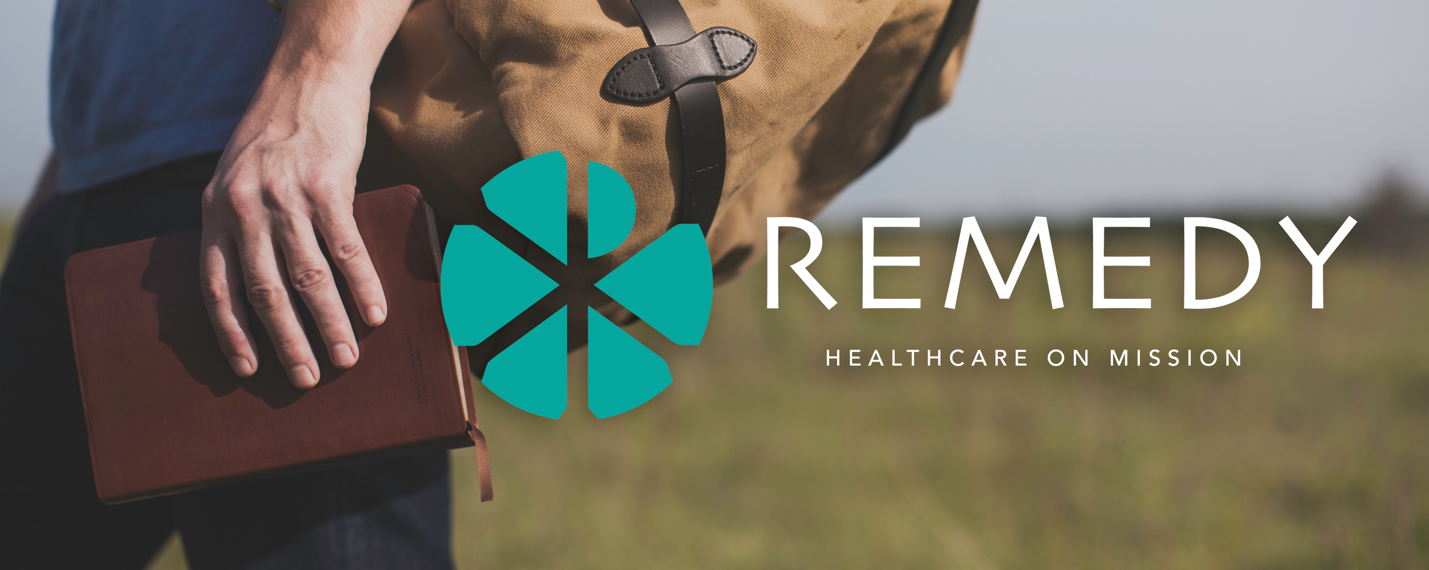 REMEDY
HEALTHCARE ON MISSION